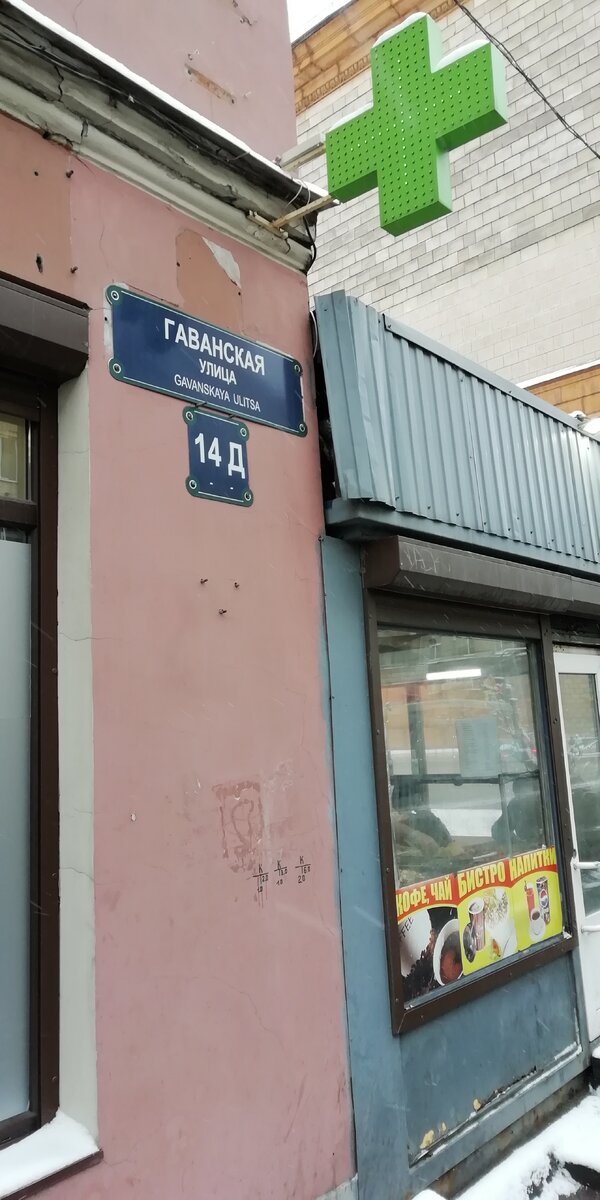 ГАВАНСКАЯ
УЛИЦА
GAVANSKAYA ULITSA
14 Д
КОФЕ, ЧАЙ БИСТРО НАПИТКИ